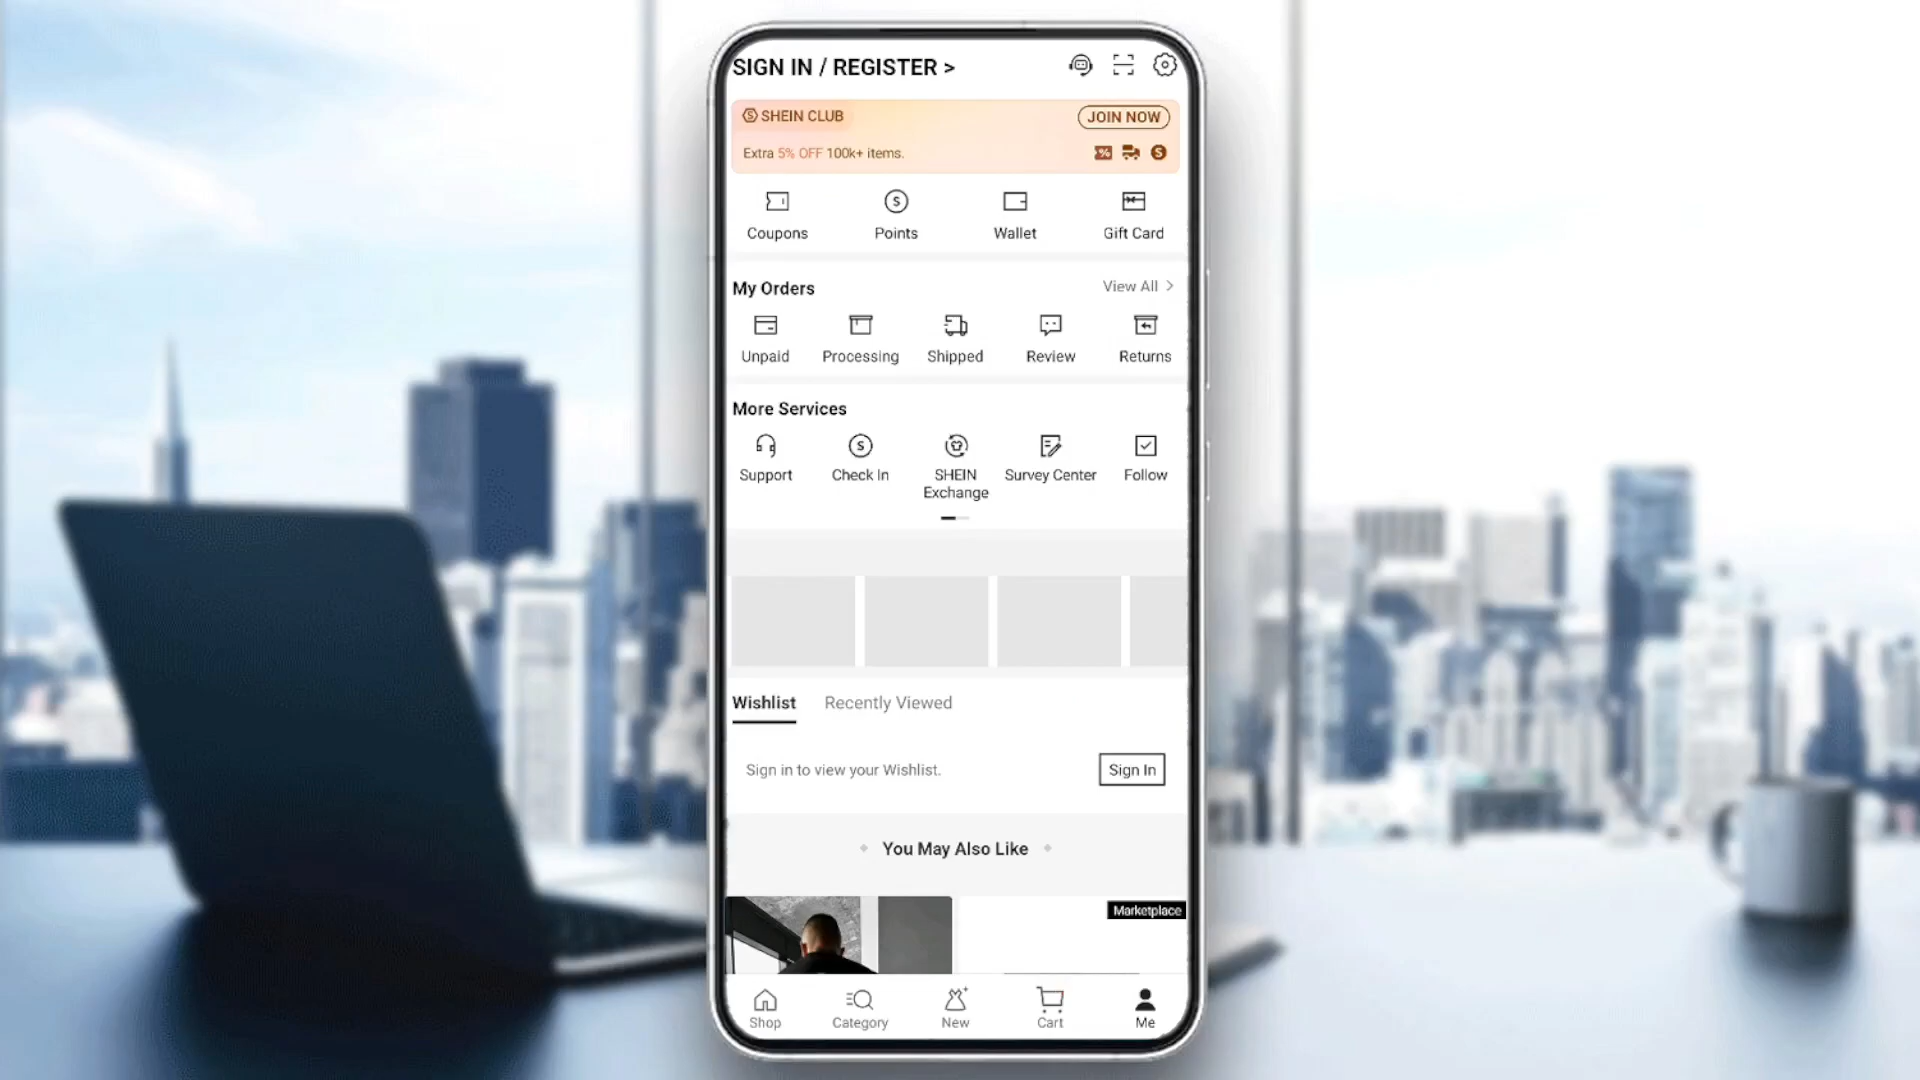 SIGN IN / REGISTER >
SHEIN CLUB
JOIN NOW
Extra 5% OFF 100k+ items.
Coupons
Points
Wallet
Gift Card
My Orders
View All >
Unpaid
Processing
Shipped
Review
Returns
More Services
Support
Check In
SHEIN
Exchange
Survey Center
Follow
Wishlist
Recently Viewed
Sign in to view your Wishlist.
Sign In
You May Also Like
Marketplace
Shop
Category
New
Cart
Me